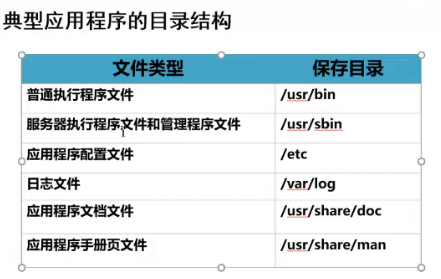 典型应用程序的目录结构
文件类型 保存目录
普通执行程序文件 /usr/bin
服务器执行程序文件和管理程序文件 /usr/sbin
应用程序配置文件 /etc
日志文件 /var/log
应用程序文档文件 /usr/share/doc
应用程序手册页文件 /usr/share/man